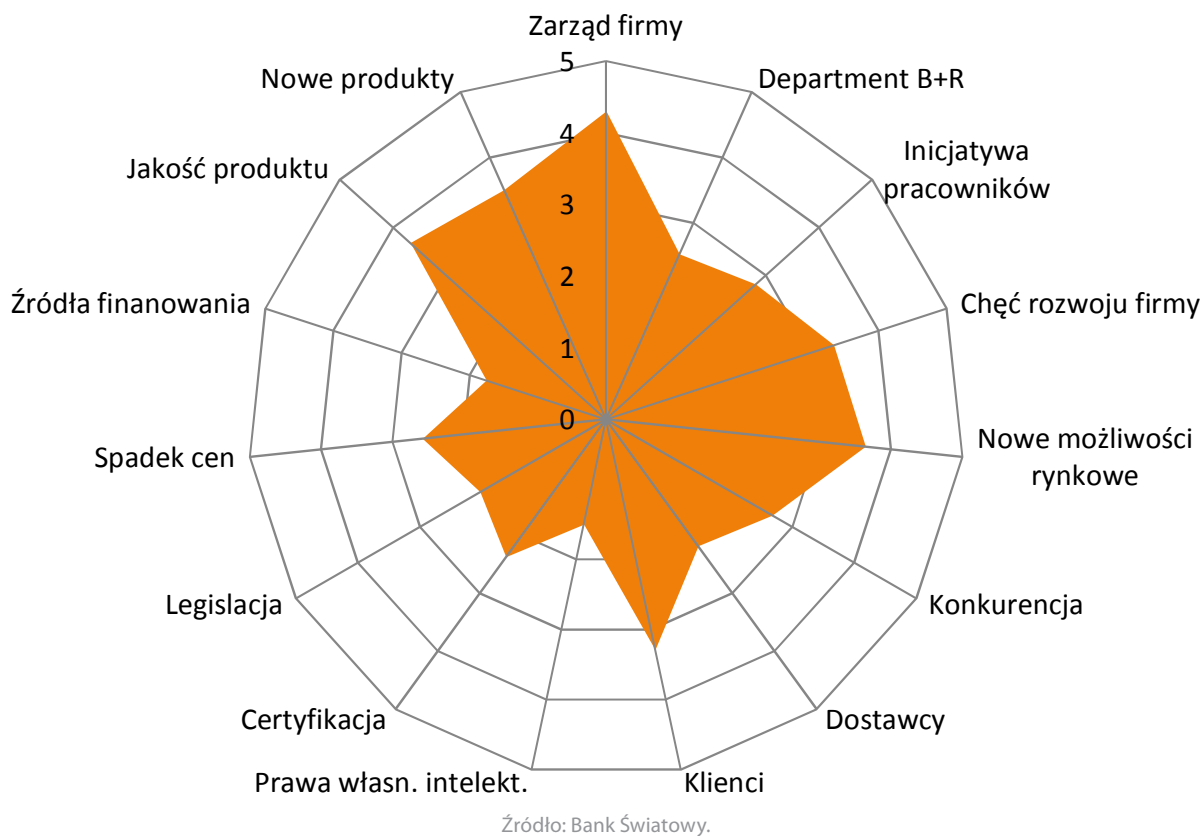 Zarząd firmy
Department B+R
Inicjatywa
pracowników
Chęć rozwoju firmy
Nowe możliwości
rynkowe
Konkurencja
Dostawcy
Klienci
Prawa własn. intelekt.
Certyfikacja
Legislacja
Spadek cen
Źródła finansowania
Jakość produktu
Nowe produkty
5
4
3
2
1
0
Źródło: Bank Światowy.